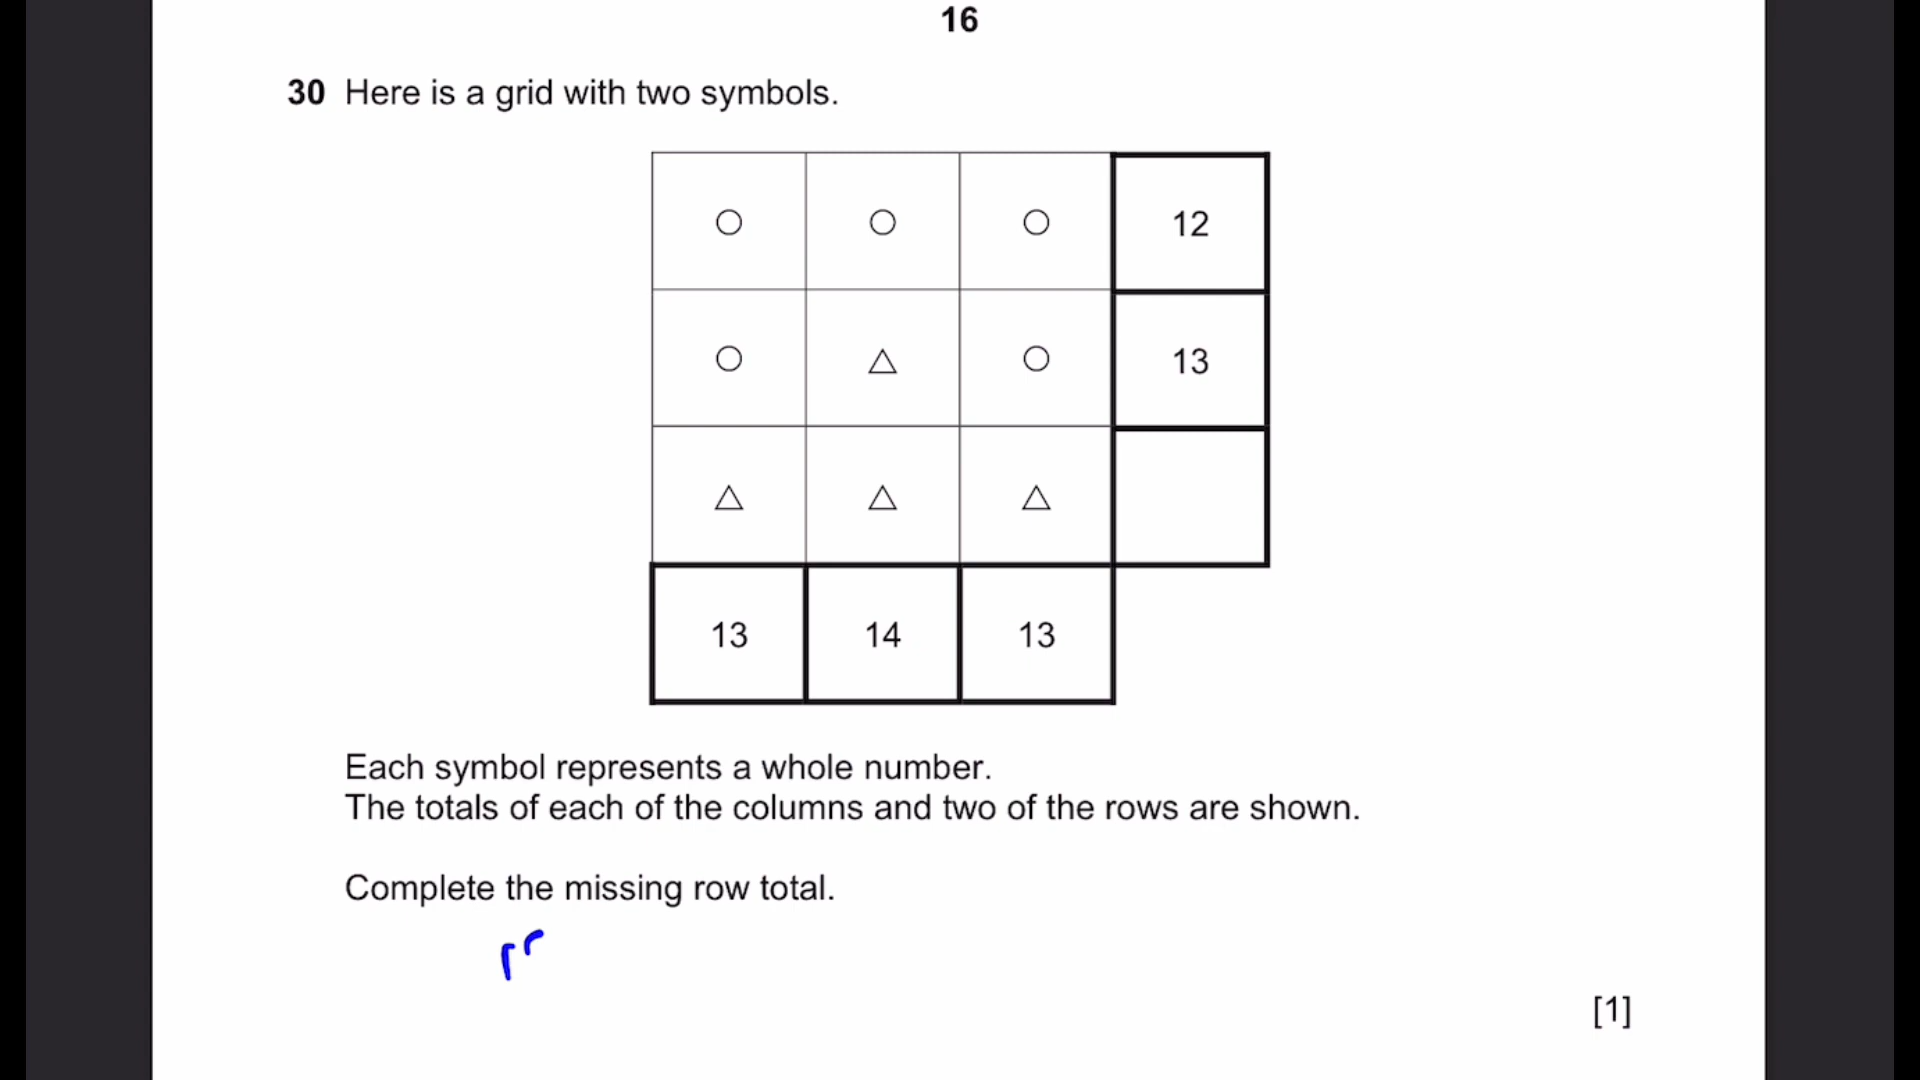 16
30 Here is a grid with two symbols.
○ ○ ○ 12
○ △ ○ 13
△ △ △
13 14 13
Each symbol represents a whole number.
The totals of each of the columns and two of the rows are shown.
Complete the missing row total.
[1]